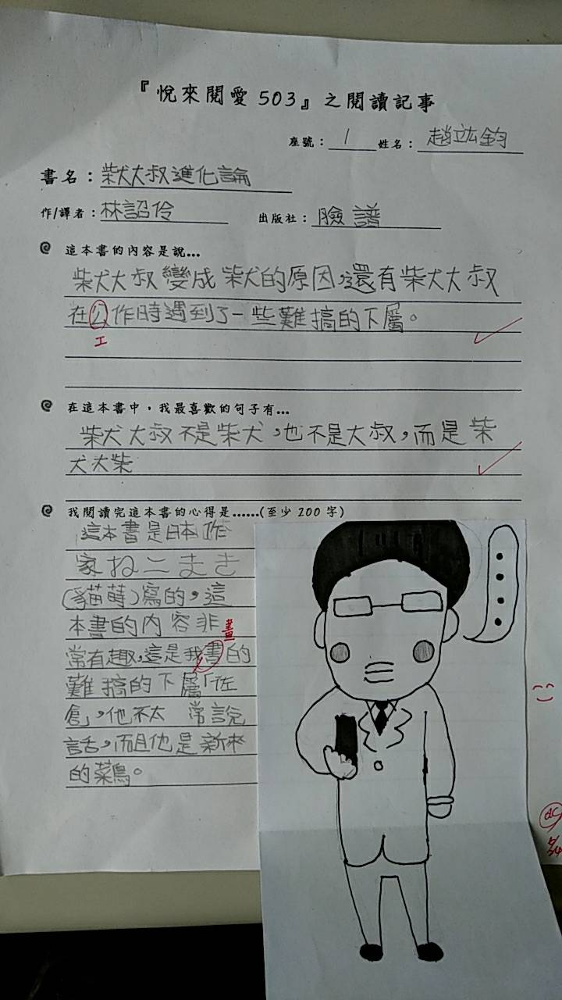 『悅來閱愛503』之閱讀記事
座號：1 姓名：趙竑鈞
書名：柴犬大叔進化論
作/譯者：林詔伶 出版社：臉譜
這本書的內容是說...
柴犬大叔變成柴犬的原因，還有柴犬大叔
在公作時遇到了一些難搞的下屬。
工
在這本書中，我最喜歡的句子有...
柴犬大叔不是柴犬，也不是大叔，而是柴
犬大柴
我閱讀完這本書的心得是......(至少200字)
這本書是日本作
家ねこまき
(貓蒔)寫的，這
本書的內容非
畫
常有趣，這是我書的
難搞的下屬「佐
倉」，他不太 常說
話，而且他是新來
的菜鳥。